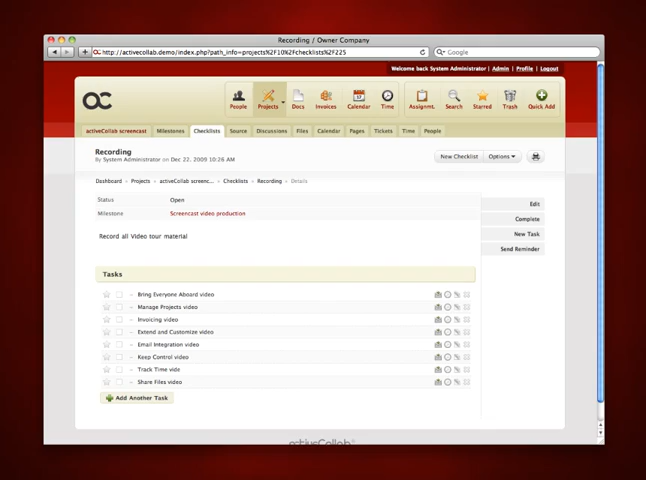 Recording / Owner Company
http://activecollab.demo/index.php?path_info=projects%2F10%2Fchecklists%2F225
Google
Welcome back System Administrator | Admin | Profile | Logout
People Projects Docs Invoices Calendar Time Assignmt. Search Starred Trash Quick Add
activeCollab screencast Milestones Checklists Source Discussions Files Calendar Pages Tickets Time People
Recording
By System Administrator on Dec 22. 2009 10:26 AM
New Checklist Options
Dashboard Projects activeCollab screenc... Checklists Recording Details
Status Open
Milestone Screencast video production
Record all Video tour material
Edit
Complete
New Task
Send Reminder
Tasks
Bring Everyone Aboard video
Manage Projects video
Invoicing video
Extend and Customize video
Email Integration video
Keep Control video
Track Time vide
Share Files video
Add Another Task
activeCollab